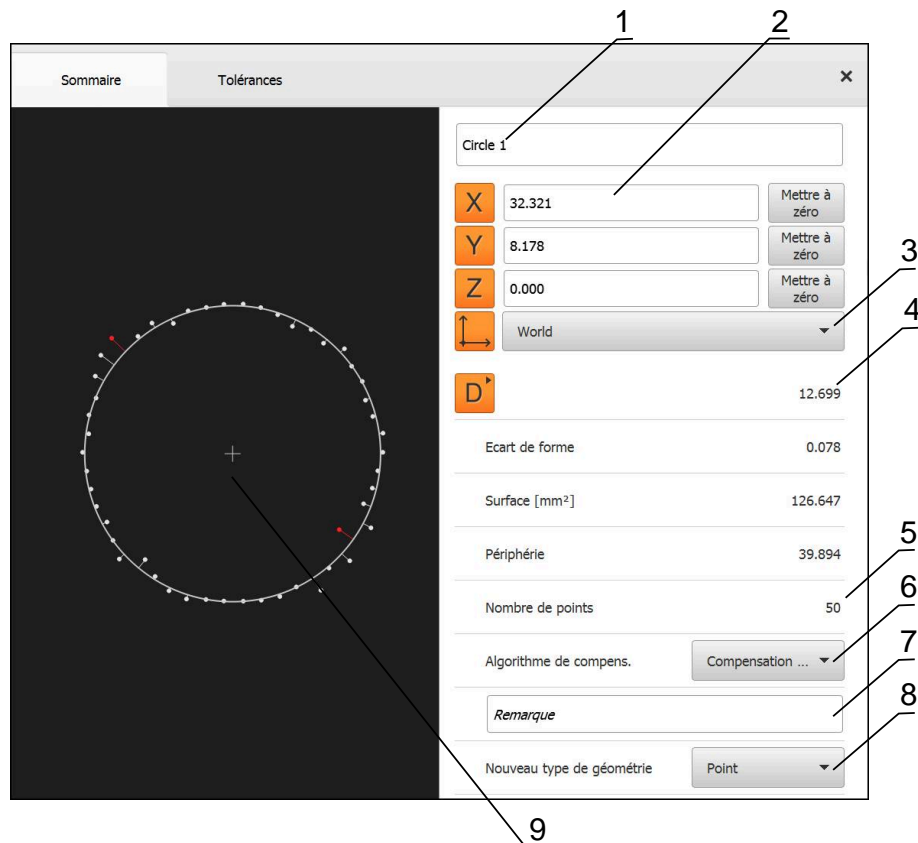 1
2
Sommaire
Tolérances
×
Circle 1
X
32.321
Mettre à
zéro
Y
8.178
Mettre à
zéro
Z
0.000
Mettre à
zéro
3
World
4
D
12.699
Ecart de forme
0.078
Surface [mm²]
126.647
Périphérie
39.894
5
Nombre de points
50
6
Algorithme de compens.
Compensation ...
7
Remarque
8
Nouveau type de géométrie
Point
9